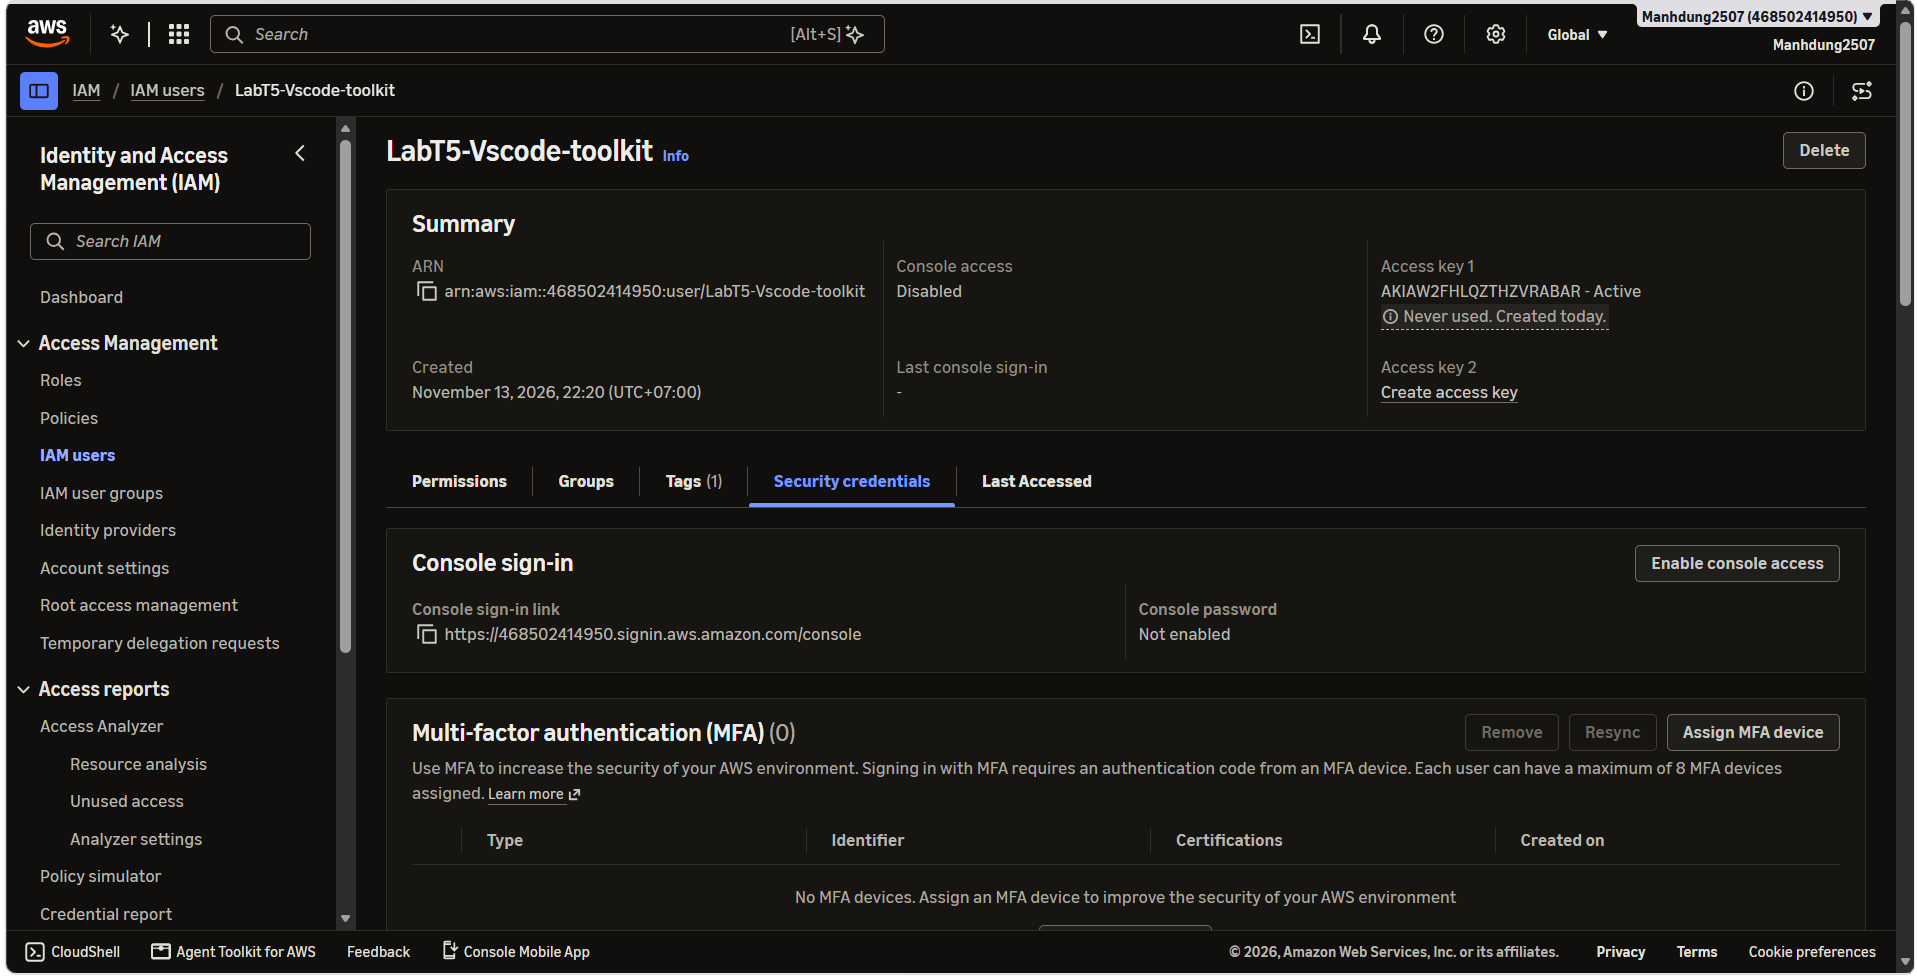 aws
Search [Alt+S]
Global
Manhdung2507 (468502414950)
Manhdung2507
IAM / IAM users / LabT5-Vscode-toolkit
Identity and Access
Management (IAM)
Search IAM
Dashboard
Access Management
Roles
Policies
IAM users
IAM user groups
Identity providers
Account settings
Root access management
Temporary delegation requests
Access reports
Access Analyzer
Resource analysis
Unused access
Analyzer settings
Policy simulator
Credential report
LabT5-Vscode-toolkit Info
Delete
Summary
ARN
arn:aws:iam::468502414950:user/LabT5-Vscode-toolkit
Console access
Disabled
Access key 1
AKIAW2FHLQZTHZVRABAR - Active
Never used. Created today.
Created
November 13, 2026, 22:20 (UTC+07:00)
Last console sign-in
-
Access key 2
Create access key
Permissions
Groups
Tags (1)
Security credentials
Last Accessed
Console sign-in
Enable console access
Console sign-in link
https://468502414950.signin.aws.amazon.com/console
Console password
Not enabled
Multi-factor authentication (MFA) (0)
Remove
Resync
Assign MFA device
Use MFA to increase the security of your AWS environment. Signing in with MFA requires an authentication code from an MFA device. Each user can have a maximum of 8 MFA devices
assigned. Learn more
Type
Identifier
Certifications
Created on
No MFA devices. Assign an MFA device to improve the security of your AWS environment
CloudShell
Agent Toolkit for AWS
Feedback
Console Mobile App
© 2026, Amazon Web Services, Inc. or its affiliates.
Privacy
Terms
Cookie preferences